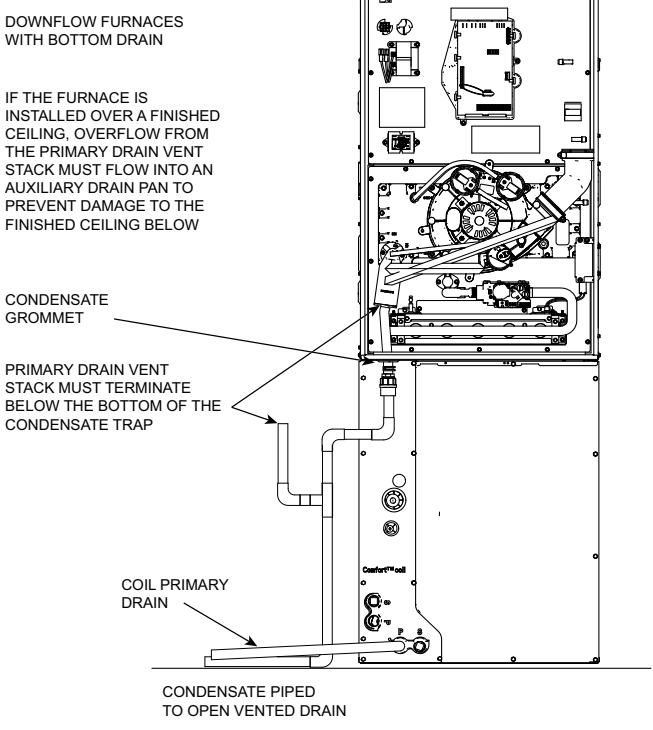 DOWNFLOW FURNACES
WITH BOTTOM DRAIN
IF THE FURNACE IS
INSTALLED OVER A FINISHED
CEILING, OVERFLOW FROM
THE PRIMARY DRAIN VENT
STACK MUST FLOW INTO AN
AUXILIARY DRAIN PAN TO
PREVENT DAMAGE TO THE
FINISHED CEILING BELOW
CONDENSATE
GROMMET
PRIMARY DRAIN VENT
STACK MUST TERMINATE
BELOW THE BOTTOM OF THE
CONDENSATE TRAP
Comfort™ coil
COIL PRIMARY
DRAIN
P S
CONDENSATE PIPED
TO OPEN VENTED DRAIN